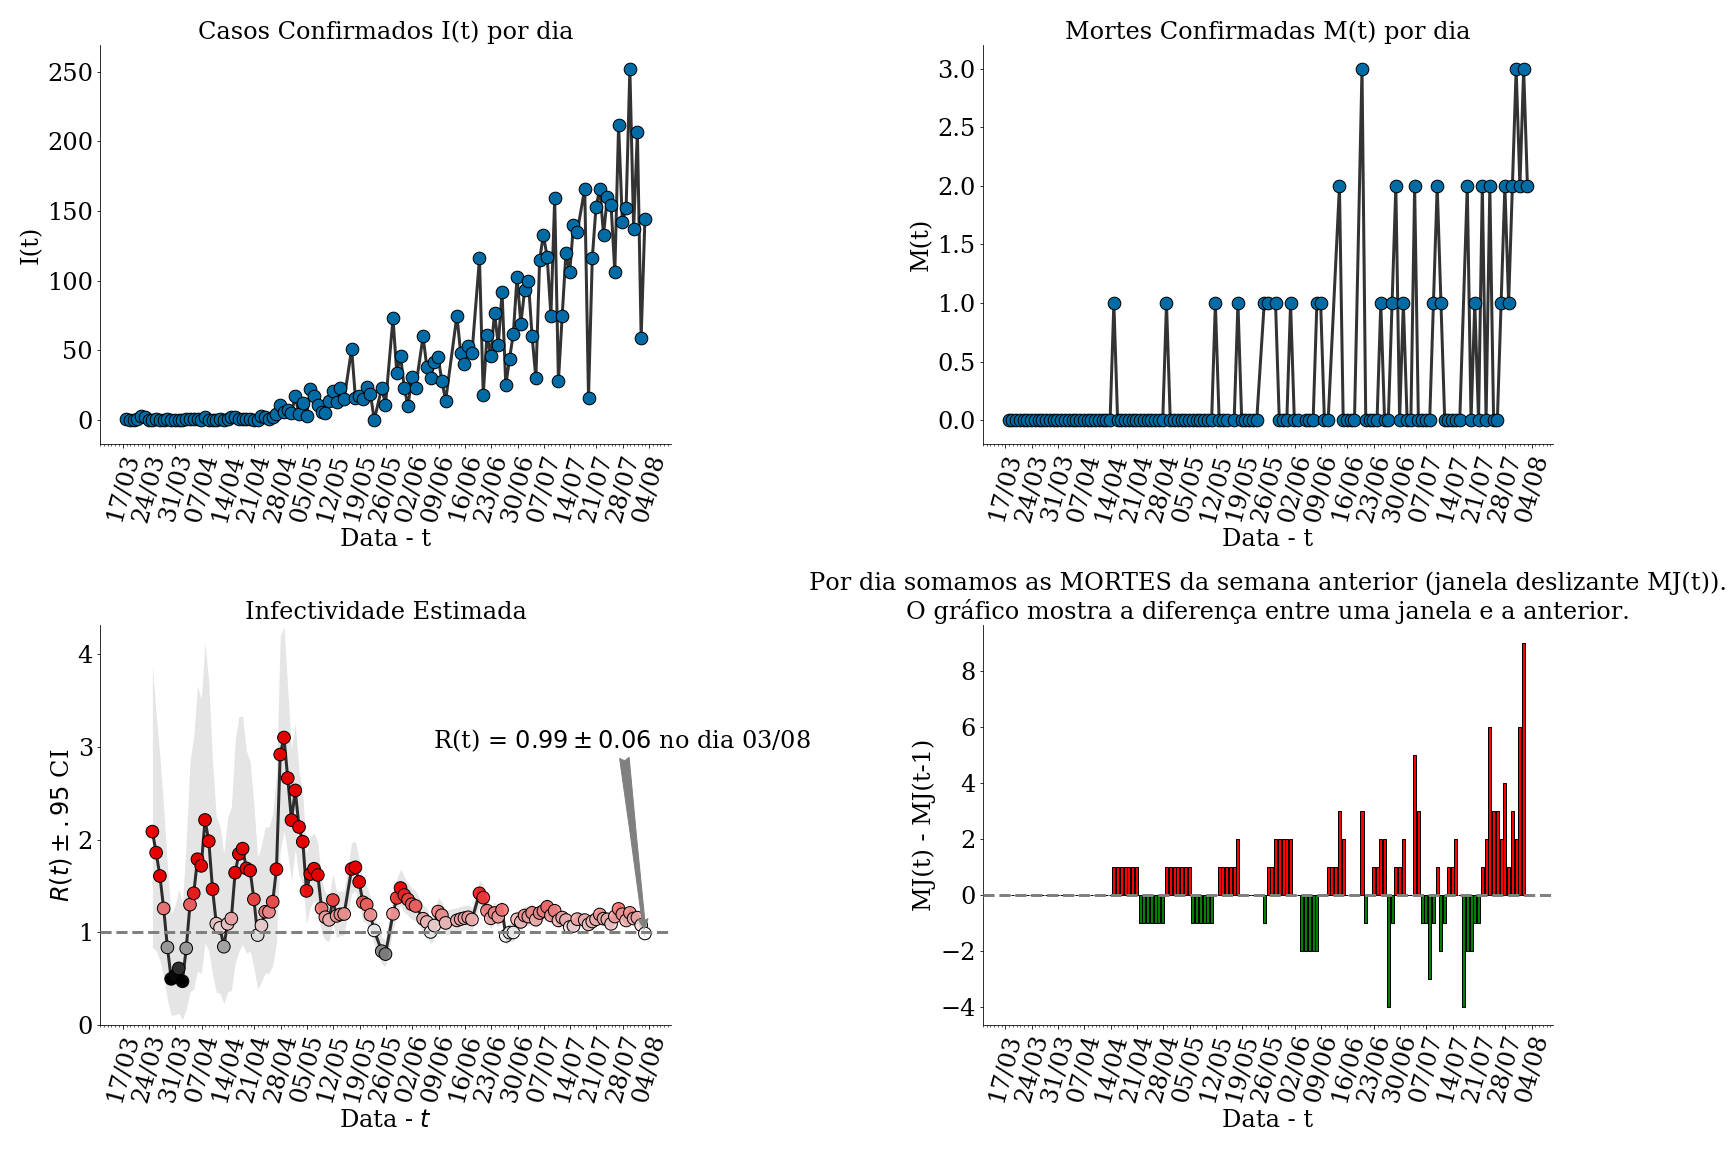 Casos Confirmados I(t) por dia
I(t)
250
200
150
100
50
0
17/03 24/03 31/03 07/04 14/04 21/04 28/04 05/05 12/05 19/05 26/05 02/06 09/06 16/06 23/06 30/06 07/07 14/07 21/07 28/07 04/08
Data - t
Mortes Confirmadas M(t) por dia
M(t)
3.0
2.5
2.0
1.5
1.0
0.5
0.0
17/03 24/03 31/03 07/04 14/04 21/04 28/04 05/05 12/05 19/05 26/05 02/06 09/06 16/06 23/06 30/06 07/07 14/07 21/07 28/07 04/08
Data - t
Infectividade Estimada
R(t) ± .95 CI
4
3
2
1
0
R(t) = 0.99 ± 0.06 no dia 03/08
17/03 24/03 31/03 07/04 14/04 21/04 28/04 05/05 12/05 19/05 26/05 02/06 09/06 16/06 23/06 30/06 07/07 14/07 21/07 28/07 04/08
Data - t
Por dia somamos as MORTES da semana anterior (janela deslizante MJ(t)).
O gráfico mostra a diferença entre uma janela e a anterior.
MJ(t) - MJ(t-1)
8
6
4
2
0
−2
−4
17/03 24/03 31/03 07/04 14/04 21/04 28/04 05/05 12/05 19/05 26/05 02/06 09/06 16/06 23/06 30/06 07/07 14/07 21/07 28/07 04/08
Data - t